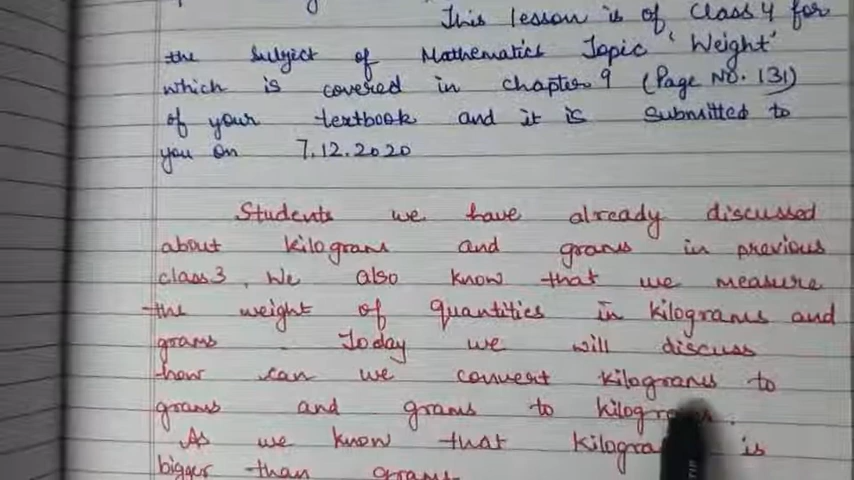 This lesson is of Class 4 for
the subject of Mathematics Topic 'Weight'
which is covered in chapter 9 (Page No. 131)
of your textbook and it is submitted to
you on 7.12.2020
Students we have already discussed
about kilogram and grams in previous
class 3. We also know that we measure
the weight of quantities in kilograms and
grams. Today we will discuss
how can we convert kilograms to
grams and grams to kilograms.
As we know that kilogram is
bigger than grams